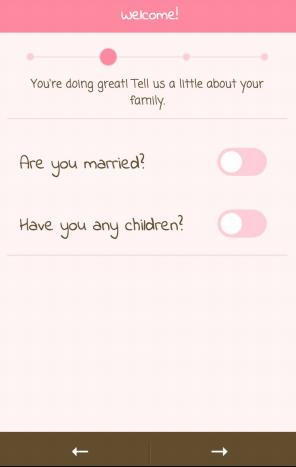 Welcome!
You're doing great! Tell us a little about your
family.
Are you married?
Have you any children?